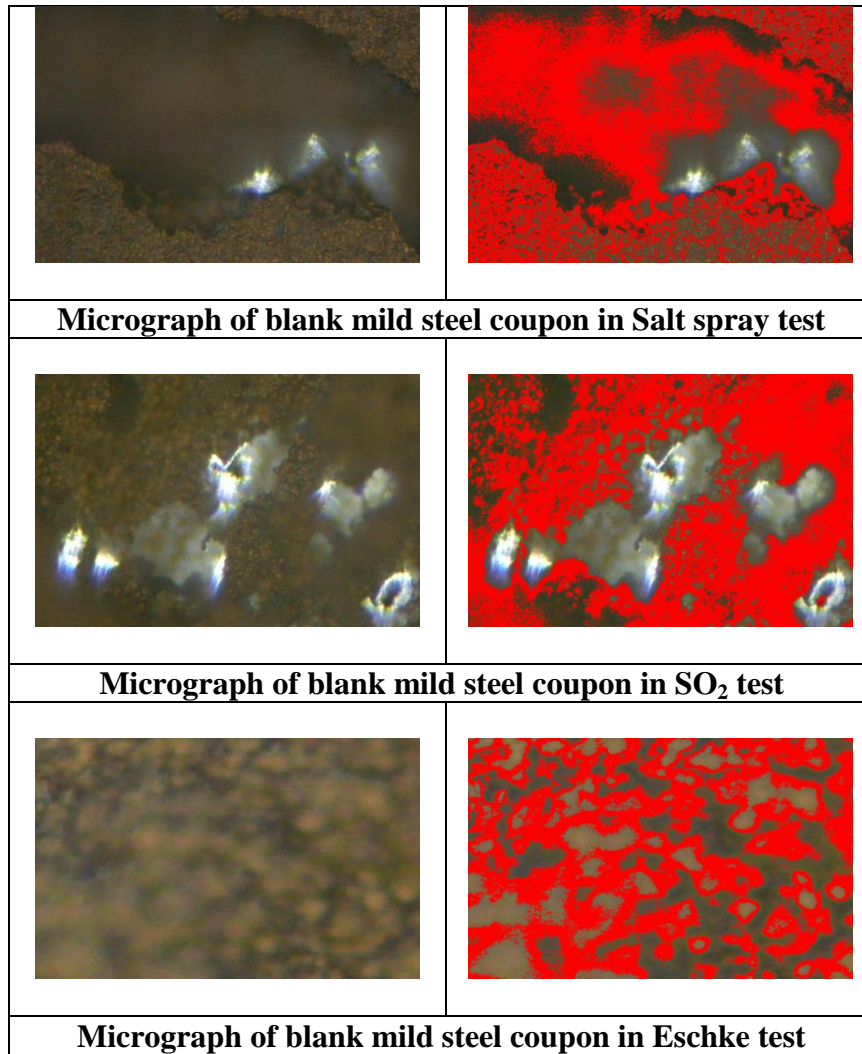 Micrograph of blank mild steel coupon in Salt spray test
Micrograph of blank mild steel coupon in SO₂ test
Micrograph of blank mild steel coupon in Eschke test